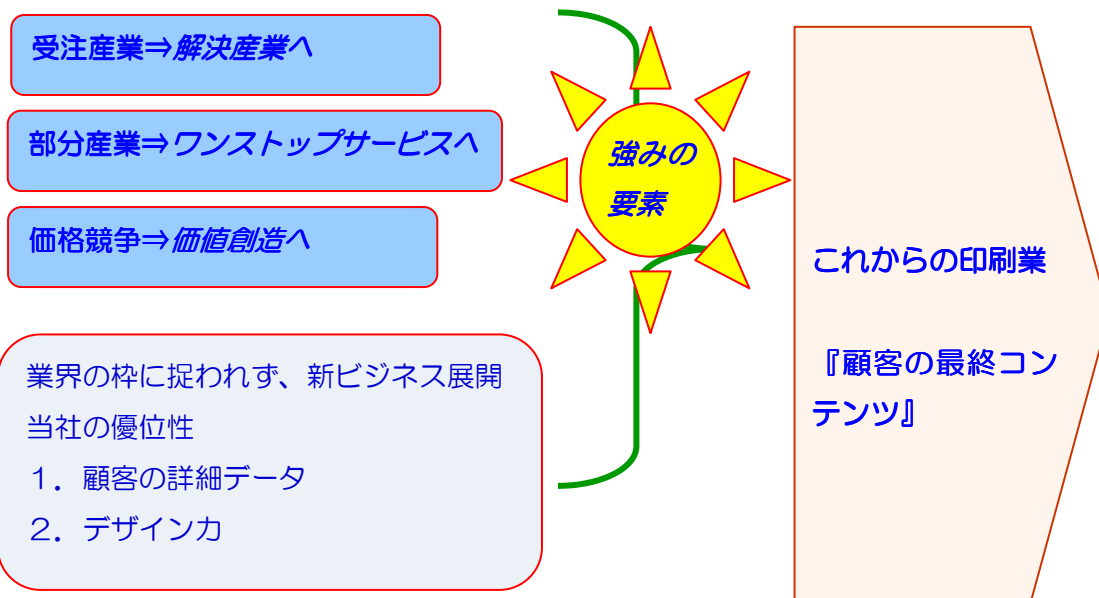 受注産業⇒解決産業へ
部分産業⇒ワンストップサービスへ
価格競争⇒価値創造へ
業界の枠に捉われず、新ビジネス展開
当社の優位性
１．顧客の詳細データ
２．デザイン力
強みの
要素
これからの印刷業
『顧客の最終コン
テンツ』